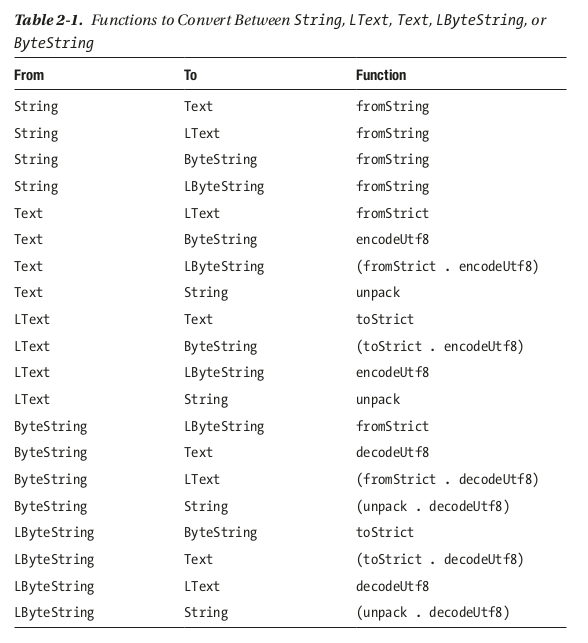 Table 2-1. Functions to Convert Between String, LText, Text, LByteString, or
ByteString
From To Function
String Text fromString
String LText fromString
String ByteString fromString
String LByteString fromString
Text LText fromStrict
Text ByteString encodeUtf8
Text LByteString (fromStrict . encodeUtf8)
Text String unpack
LText Text toStrict
LText ByteString (toStrict . encodeUtf8)
LText LByteString encodeUtf8
LText String unpack
ByteString LByteString fromStrict
ByteString Text decodeUtf8
ByteString LText (fromStrict . decodeUtf8)
ByteString String (unpack . decodeUtf8)
LByteString ByteString toStrict
LByteString Text (toStrict . decodeUtf8)
LByteString LText decodeUtf8
LByteString String (unpack . decodeUtf8)